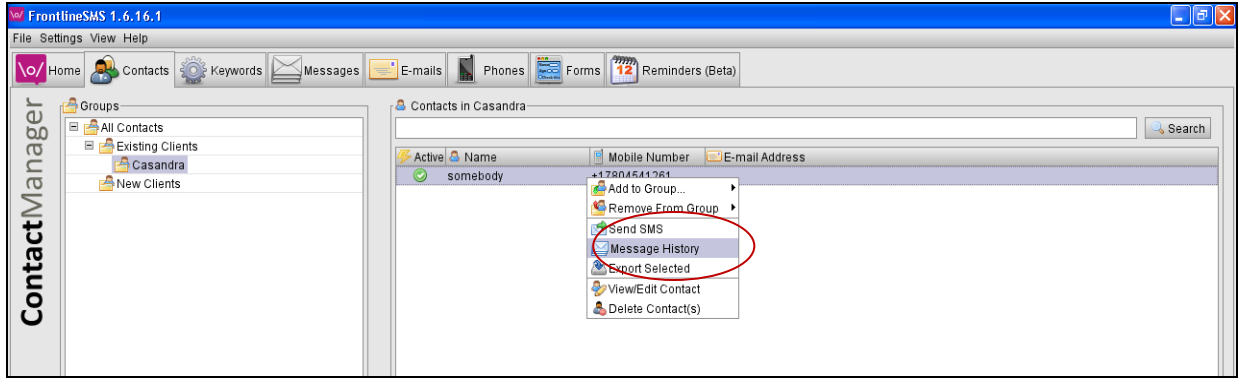 \o/ FrontlineSMS 1.6.16.1
File Settings View Help
\o/ Home Contacts Keywords Messages E-mails Phones Forms 12 Reminders (Beta)
ContactManager
Groups
All Contacts
Existing Clients
Casandra
New Clients
Contacts in Casandra
Search
Active Name Mobile Number E-mail Address
somebody +17804541261
Add to Group...
Remove From Group
Send SMS
Message History
Export Selected
View/Edit Contact
Delete Contact(s)